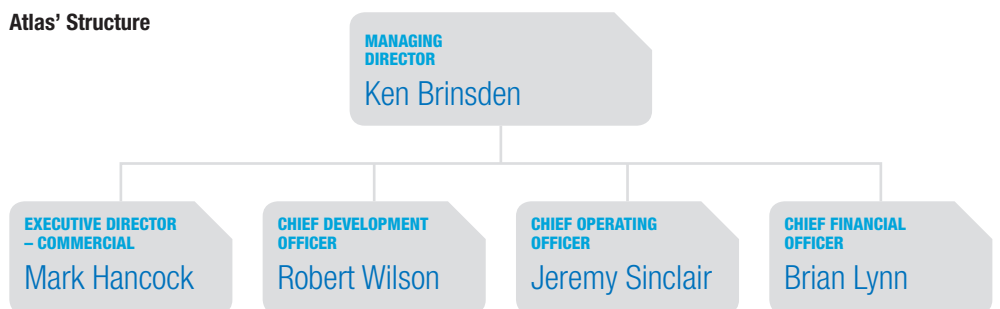 Atlas’ Structure
MANAGING
DIRECTOR
Ken Brinsden
EXECUTIVE DIRECTOR
– COMMERCIAL
Mark Hancock
CHIEF DEVELOPMENT
OFFICER
Robert Wilson
CHIEF OPERATING
OFFICER
Jeremy Sinclair
CHIEF FINANCIAL
OFFICER
Brian Lynn